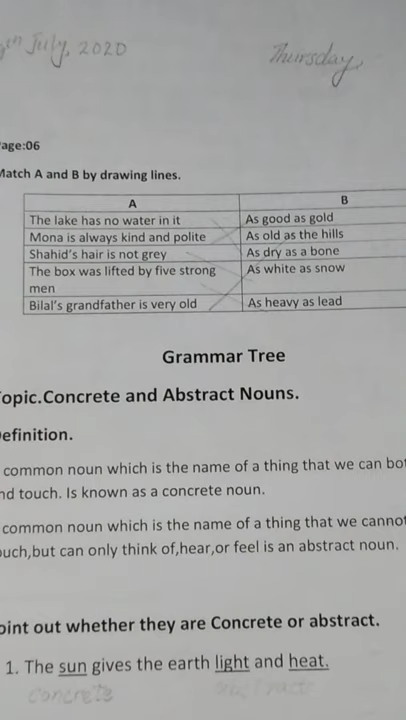 July, 2020
Thursday,
age:06
Match A and B by drawing lines.
A B
The lake has no water in it As good as gold
Mona is always kind and polite As old as the hills
Shahid's hair is not grey As dry as a bone
The box was lifted by five strong As white as snow
men
Bilal's grandfather is very old As heavy as lead
Grammar Tree
opic.Concrete and Abstract Nouns.
efinition.
common noun which is the name of a thing that we can bot
nd touch. Is known as a concrete noun.
common noun which is the name of a thing that we cannot
ouch,but can only think of,hear,or feel is an abstract noun.
oint out whether they are Concrete or abstract.
1. The sun gives the earth light and heat.
concrete